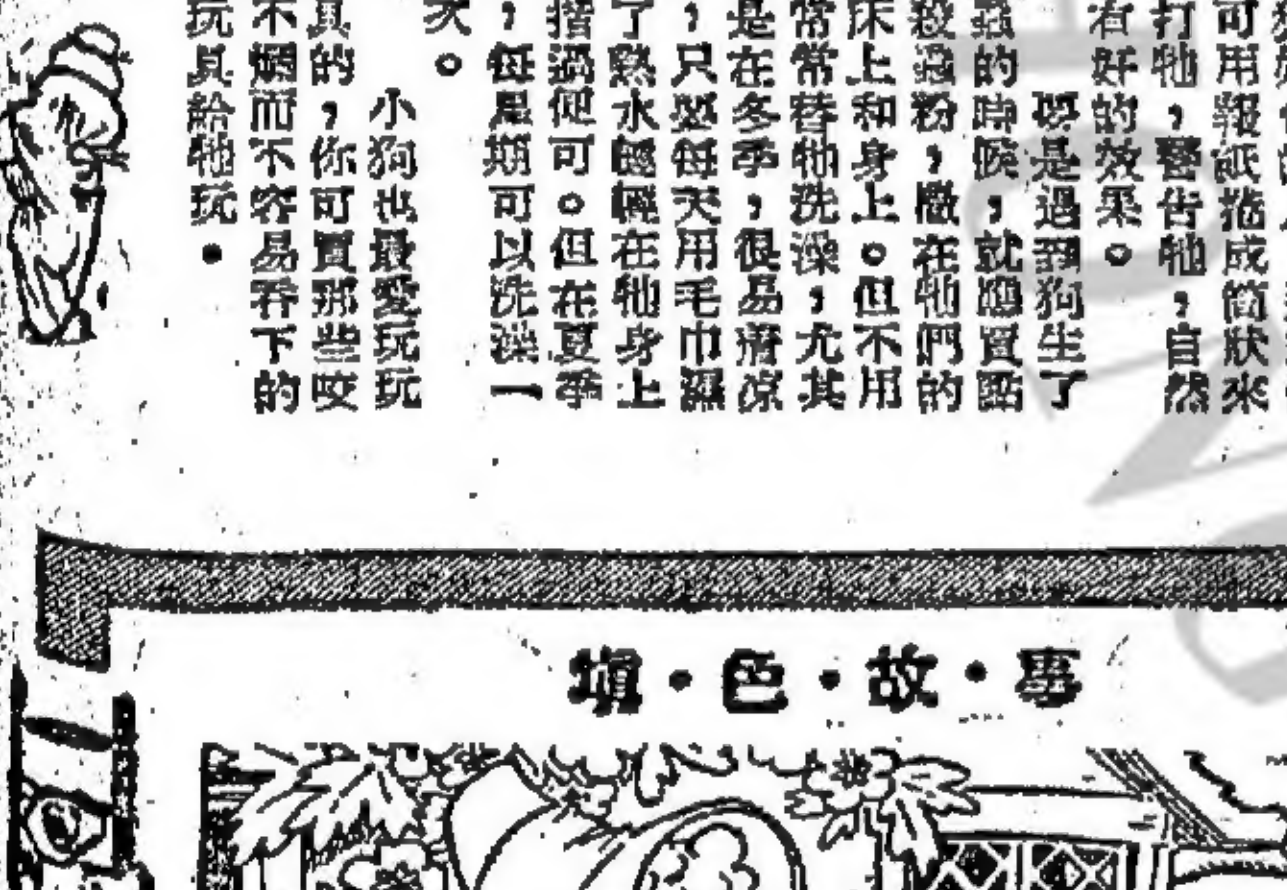 可用報紙捲成筒狀來
打牠，警告牠，自然
有好的效果。
要是遇到狗生了
蝨的時候，就應買點
殺蝨粉，撒在牠們的
床上和身上。但不用
常常替牠洗澡，尤其
是在冬季，很易着凉
，只要每天用毛巾濕
了熱水輕輕在牠身上
揩過便可。但在夏季
，每星期可以洗澡一
次。
小狗也最愛玩玩
具的，你可買那些咬
不爛而不容易吞下的
玩具給牠玩。
填·色·故·事